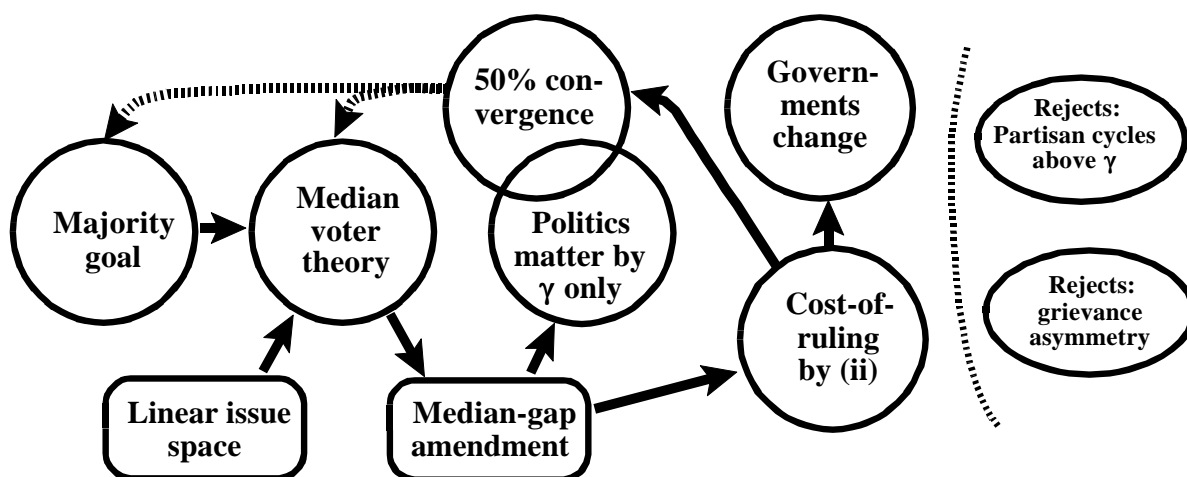 50% con-
vergence
Govern-
ments
change
Rejects:
Partisan cycles
above γ
Majority
goal
Median
voter
theory
Politics
matter by
γ only
Cost-of-
ruling
by (ii)
Rejects:
grievance
asymmetry
Linear issue
space
Median-gap
amendment